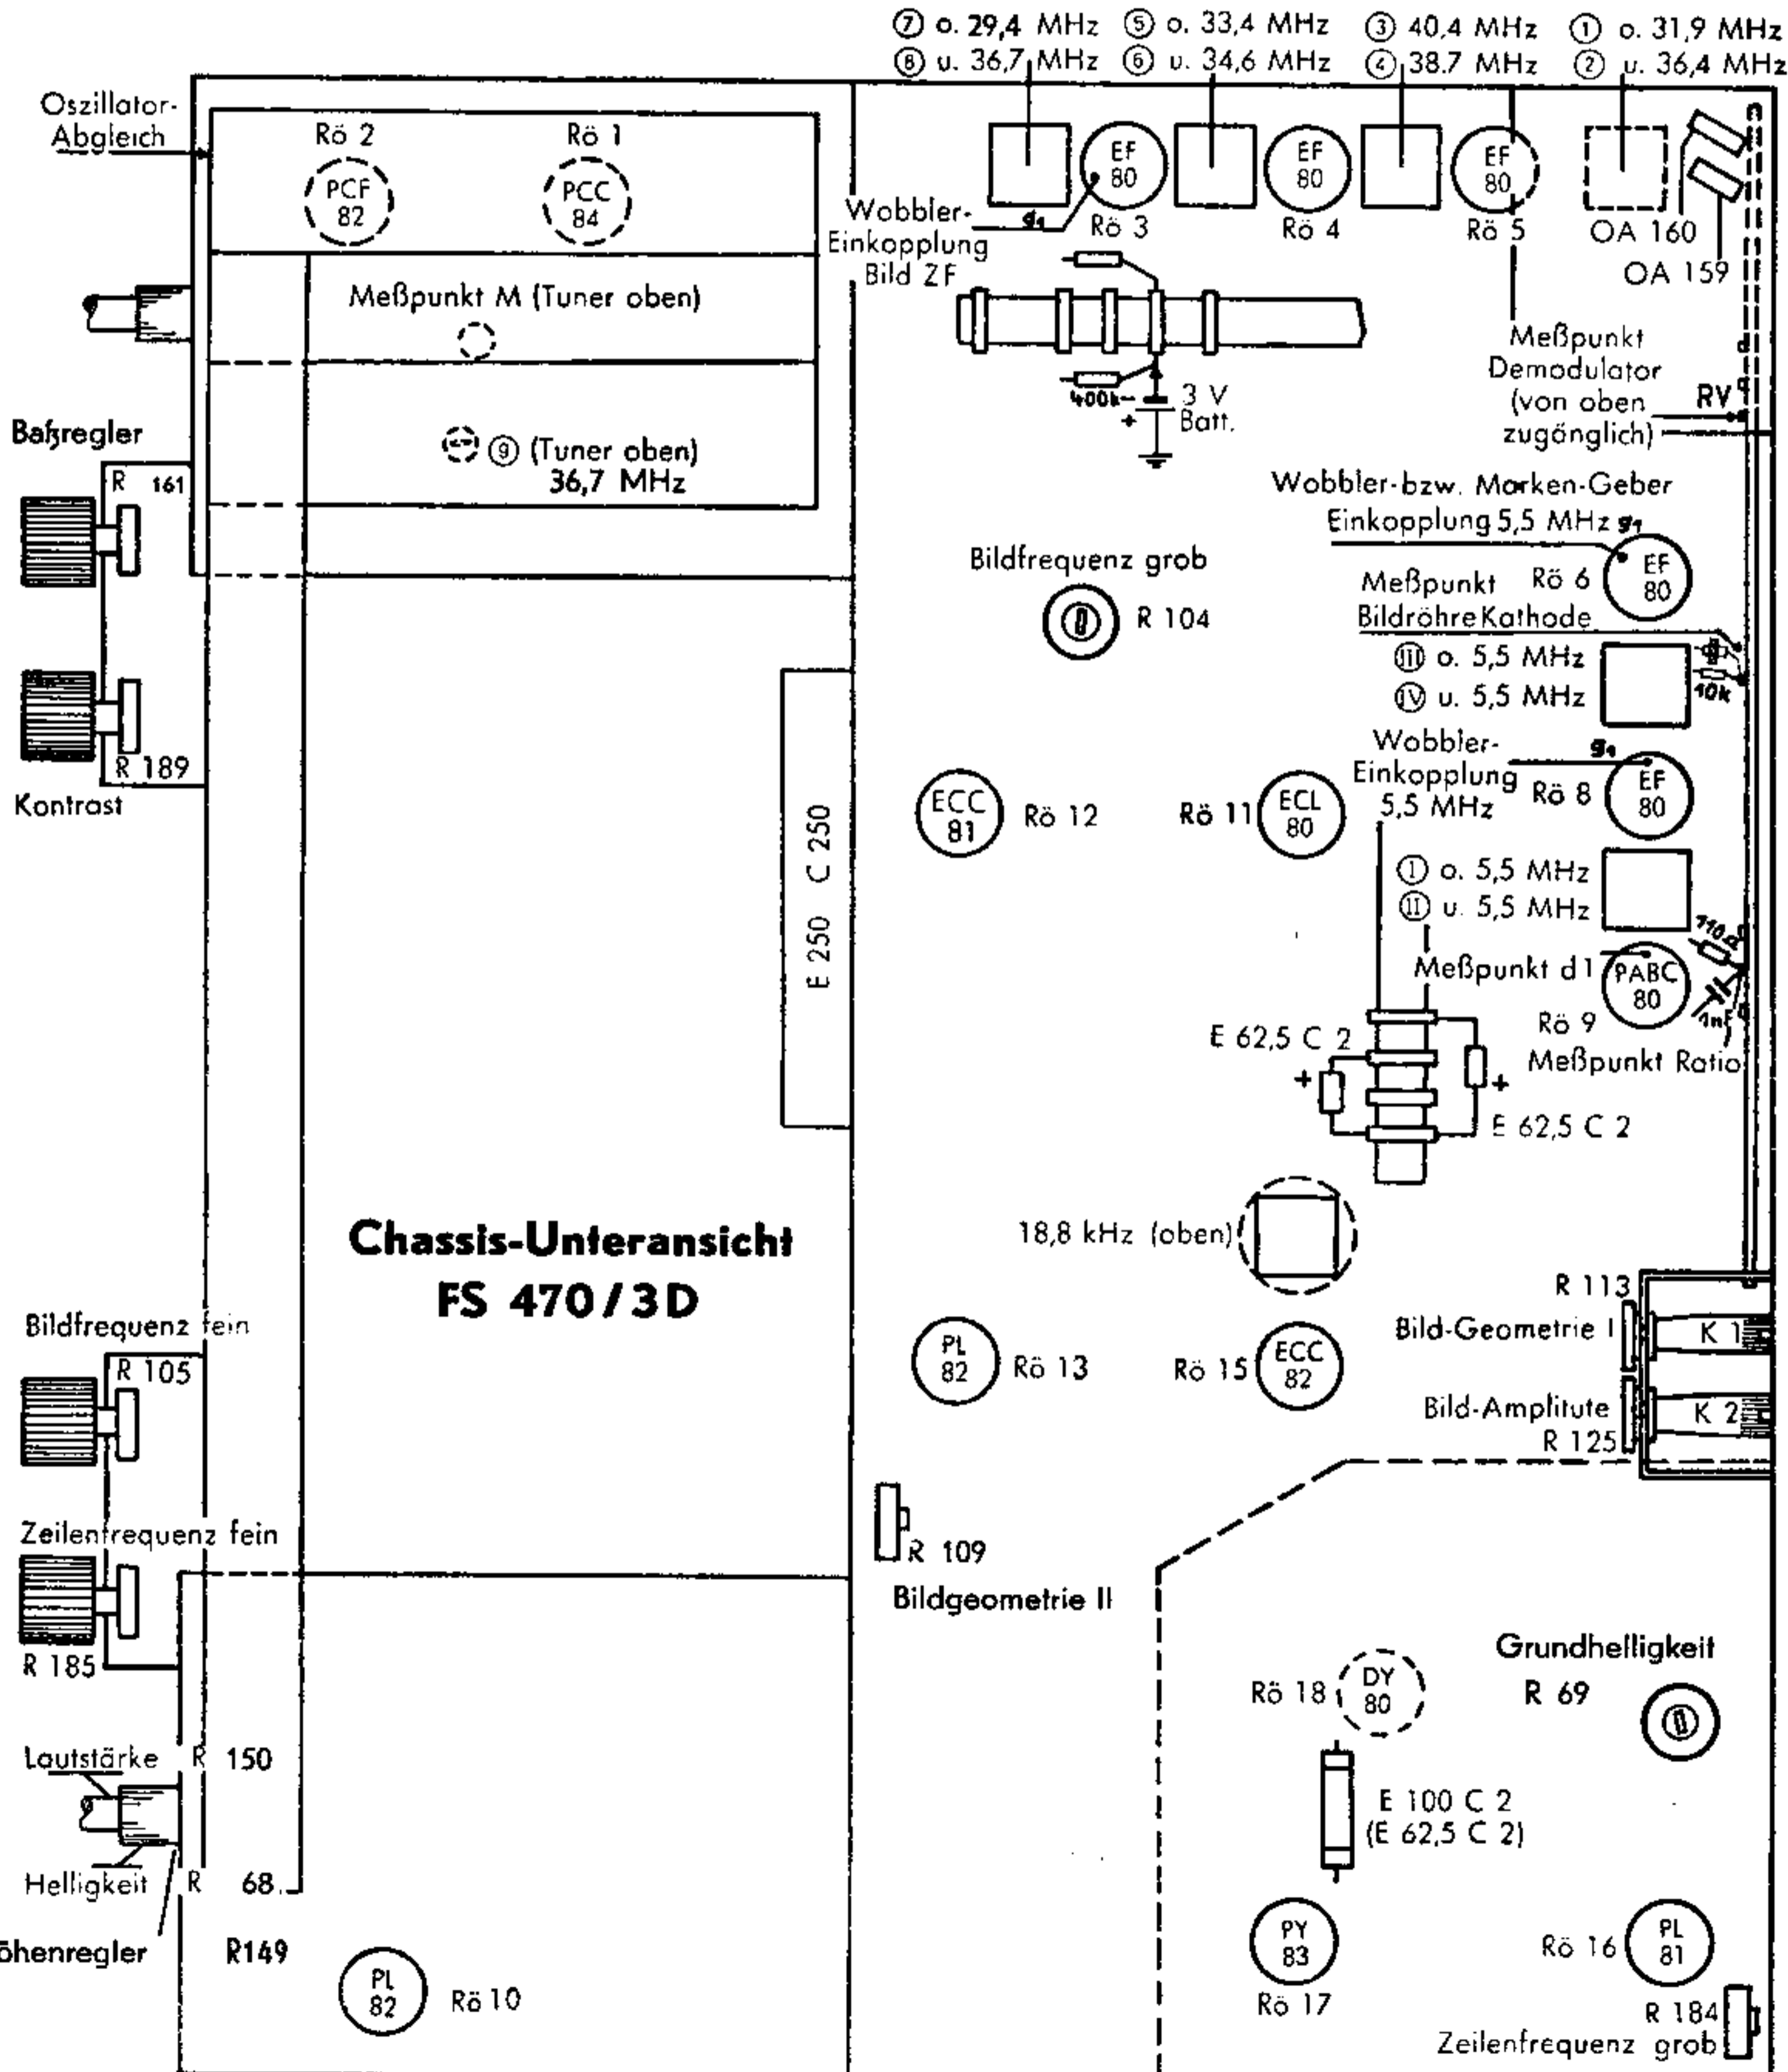 ⑦ o. 29,4 MHz ⑤ o. 33,4 MHz ③ 40,4 MHz ① o. 31,9 MHz
⑧ u. 36,7 MHz ⑥ u. 34,6 MHz ④ 38.7 MHz ② u. 36,4 MHz
Oszillator-
Abgleich
Rö 2
Rö 1
PCF
82
PCC
84
EF
80
EF
80
EF
80
Rö 3
Rö 4
Rö 5
OA 160
OA 159
Wobbler-
Einkopplung
Bild ZF
g1
Meßpunkt M (Tuner oben)
⑨ (Tuner oben)
36,7 MHz
400k
3 V
Batt.
+
Meßpunkt
Demodulator
(von oben
zugänglich)
RV
Baßregler
R 161
R 189
Kontrast
Wobbler-bzw. Marken-Geber
Einkopplung 5,5 MHz g1
Rö 6
EF
80
Bildfrequenz grob
R 104
Meßpunkt
Bildröhre Kathode
III o. 5,5 MHz
IV u. 5,5 MHz
10k
Wobbler-
Einkopplung
5,5 MHz
g1
Rö 8
EF
80
ECC
81
Rö 12
Rö 11
ECL
80
E 250 C 250
I o. 5,5 MHz
II u. 5,5 MHz
Meßpunkt d1
PABC
80
Rö 9
1nF
Meßpunkt Ratio
E 62,5 C 2
+
+
E 62,5 C 2
18,8 kHz (oben)
Chassis-Unteransicht
FS 470/3D
R 113
Bild-Geometrie I
K 1
Bild-Amplitute
R 125
K 2
PL
82
Rö 13
Rö 15
ECC
82
Bildfrequenz fein
R 105
Zeilenfrequenz fein
R 185
R 109
Bildgeometrie II
Grundhelligkeit
R 69
Rö 18
DY
80
Lautstärke R 150
Helligkeit R 68
öhenregler R149
E 100 C 2
(E 62,5 C 2)
PL
82
Rö 10
PY
83
Rö 17
Rö 16
PL
81
R 184
Zeilenfrequenz grob